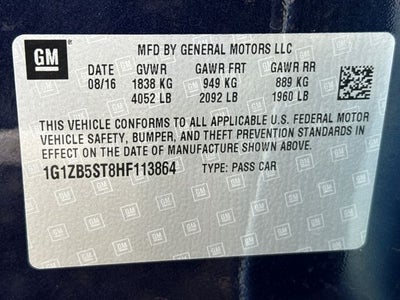 GM
MFD BY GENERAL MOTORS LLC
DATE GVWR GAWR FRT GAWR RR
08/16 1838 KG 949 KG 889 KG
4052 LB 2092 LB 1960 LB
THIS VEHICLE CONFORMS TO ALL APPLICABLE U.S. FEDERAL MOTOR
VEHICLE SAFETY, BUMPER, AND THEFT PREVENTION STANDARDS IN
EFFECT ON THE DATE OF MANUFACTURE SHOWN ABOVE.
1G1ZB5ST8HF113864 TYPE: PASS CAR